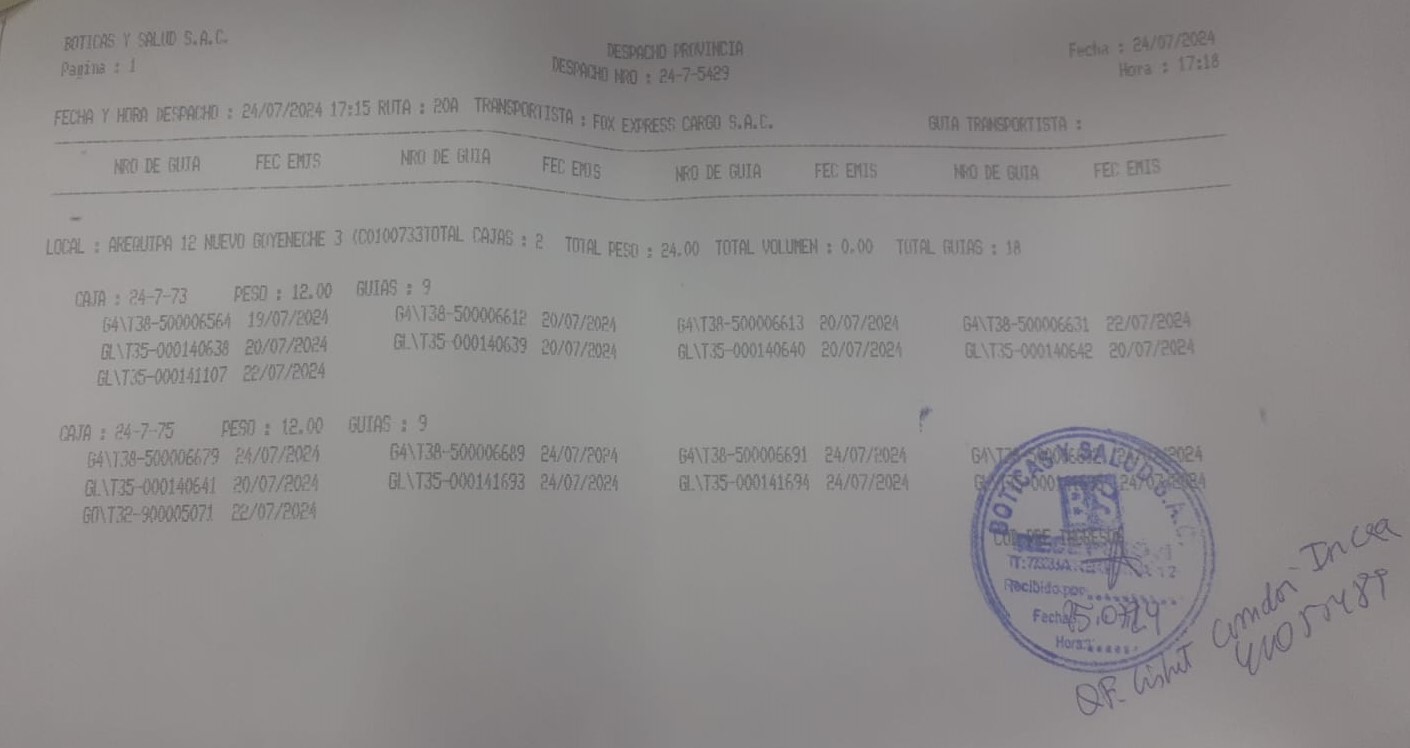 BOTICAS Y SALUD S.A.C.
Pagina : 1
DESPACHO PROVINCIA
DESPACHO NRO : 24-7-5429
Fecha : 24/07/2024
Hora : 17:18
FECHA Y HORA DESPACHO : 24/07/2024 17:15 RUTA : 20A TRANSPORTISTA : FOX EXPRESS CARGO S.A.C. GUIA TRANSPORTISTA :
NRO DE GUIA FEC EMIS NRO DE GUIA FEC EMIS NRO DE GUIA FEC EMIS NRO DE GUIA FEC EMIS
LOCAL : AREQUIPA 12 NUEVO GOYENECHE 3 (C0100733TOTAL CAJAS : 2 TOTAL PESO : 24.00 TOTAL VOLUMEN : 0.00 TOTAL GUIAS : 18
CAJA : 24-7-73 PESO : 12.00 GUIAS : 9
G4\T38-500006564 19/07/2024 G4\T38-500006612 20/07/2024 G4\T38-500006613 20/07/2024 G4\T38-500006631 22/07/2024
GL\T35-000140638 20/07/2024 GL\T35-000140639 20/07/2024 GL\T35-000140640 20/07/2024 GL\T35-000140642 20/07/2024
GL\T35-000141107 22/07/2024
CAJA : 24-7-75 PESO : 12.00 GUIAS : 9
G4\T38-500006679 24/07/2024 G4\T38-500006689 24/07/2024 G4\T38-500006691 24/07/2024
GL\T35-000140641 20/07/2024 GL\T35-000141693 24/07/2024 GL\T35-000141694 24/07/2024 24/07/2024
GO\T32-900005071 22/07/2024
BOTICAS Y SALUD S.A.C.
BS
Recibido por
Fecha 25.07.24
Hora:
Q.F.